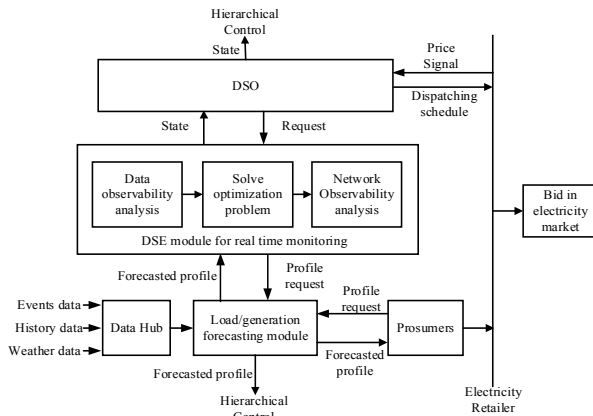 Hierarchical
Control
State
Price
Signal
DSO
Dispatching
schedule
State
Request
Data
observability
analysis
Solve
optimization
problem
Network
Observability
analysis
Bid in
electricity
market
DSE module for real time monitoring
Forecasted profile
Profile
request
Events data
History data
Weather data
Data Hub
Load/generation
forecasting module
Profile request
Forecasted
profile
Prosumers
Forecasted profile
Hierarchical
Control
Electricity
Retailer